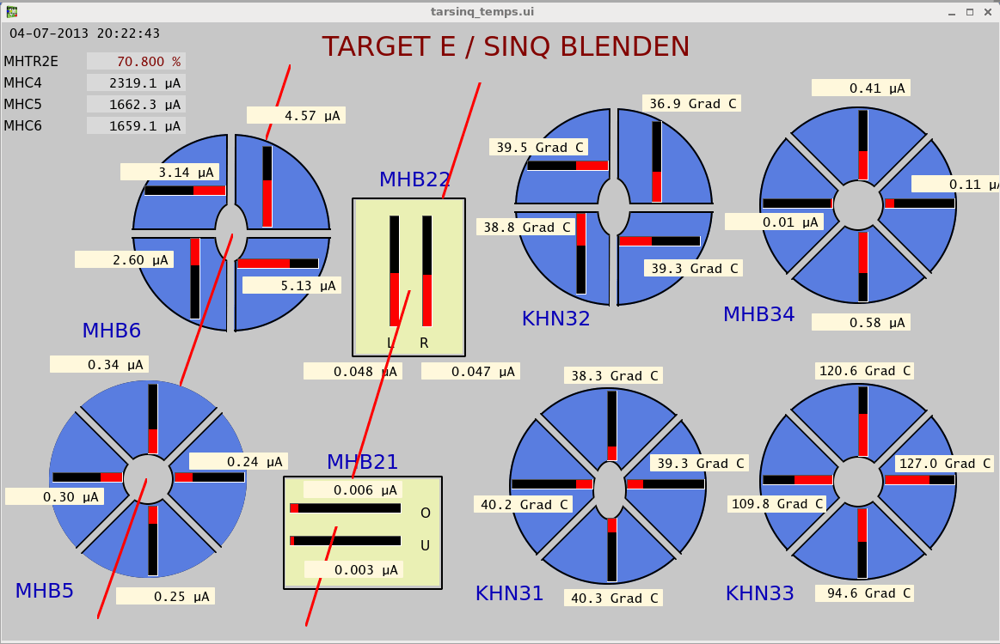 tarsinq_temps.ui
04-07-2013 20:22:43
TARGET E / SINQ BLENDEN
MHTR2E 70.800 %
MHC4 2319.1 µA
MHC5 1662.3 µA
MHC6 1659.1 µA
4.57 µA
3.14 µA
2.60 µA
5.13 µA
MHB6
MHB22
L R
0.048 µA 0.047 µA
36.9 Grad C
39.5 Grad C
38.8 Grad C
39.3 Grad C
KHN32
0.41 µA
0.11 µA
0.01 µA
0.58 µA
MHB34
0.34 µA
0.24 µA
0.30 µA
0.25 µA
MHB5
MHB21
0.006 µA
O
U
0.003 µA
38.3 Grad C
39.3 Grad C
40.2 Grad C
40.3 Grad C
KHN31
120.6 Grad C
127.0 Grad C
109.8 Grad C
94.6 Grad C
KHN33